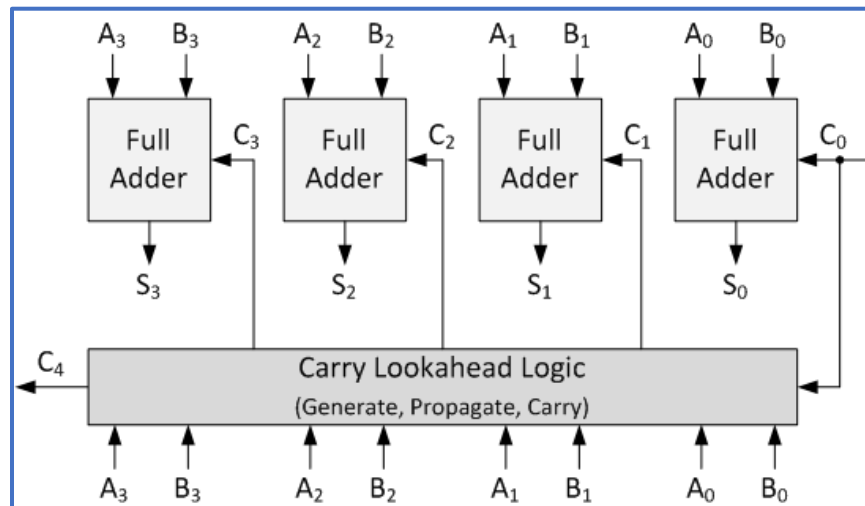 A₃ B₃ A₂ B₂ A₁ B₁ A₀ B₀
Full Adder C₃ Full Adder C₂ Full Adder C₁ Full Adder C₀
S₃ S₂ S₁ S₀
C₄ Carry Lookahead Logic
(Generate, Propagate, Carry)
A₃ B₃ A₂ B₂ A₁ B₁ A₀ B₀